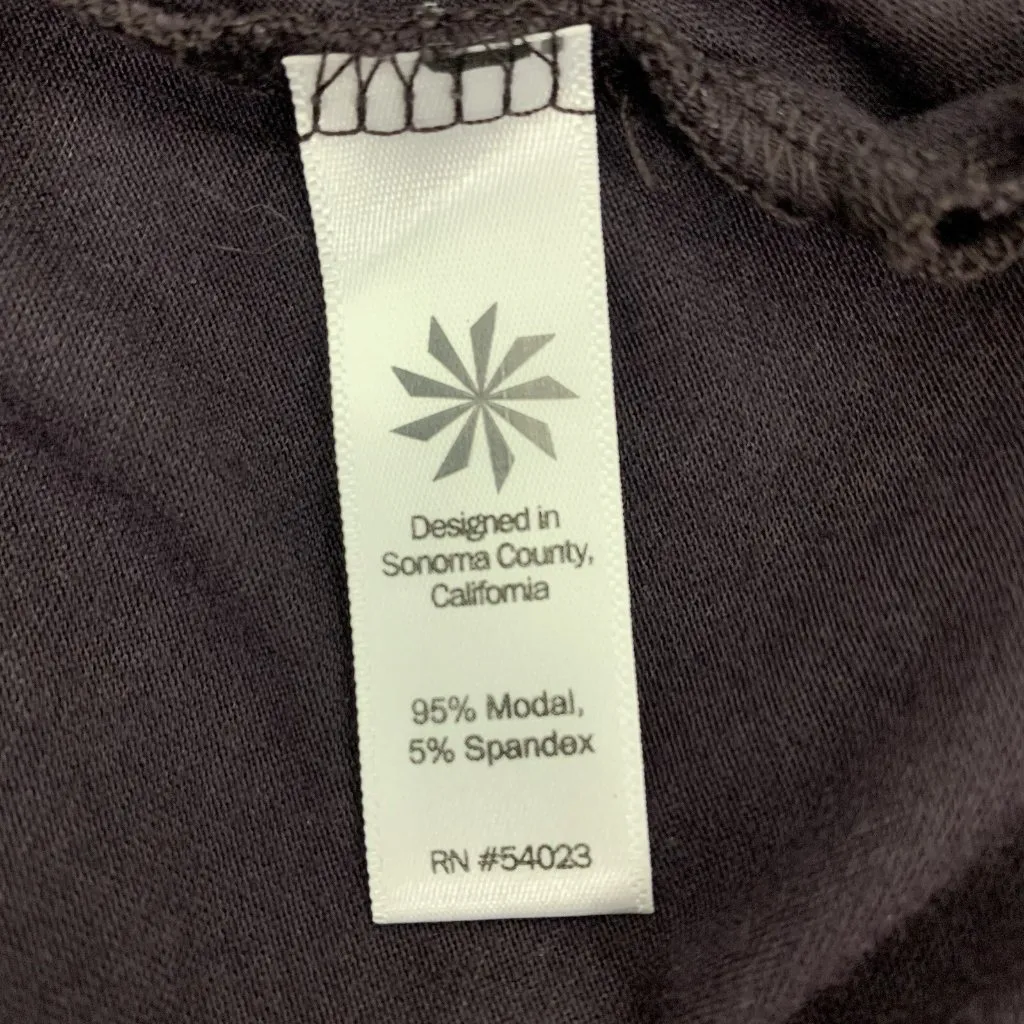 Designed in
Sonoma County,
California
95% Modal,
5% Spandex
RN #54023